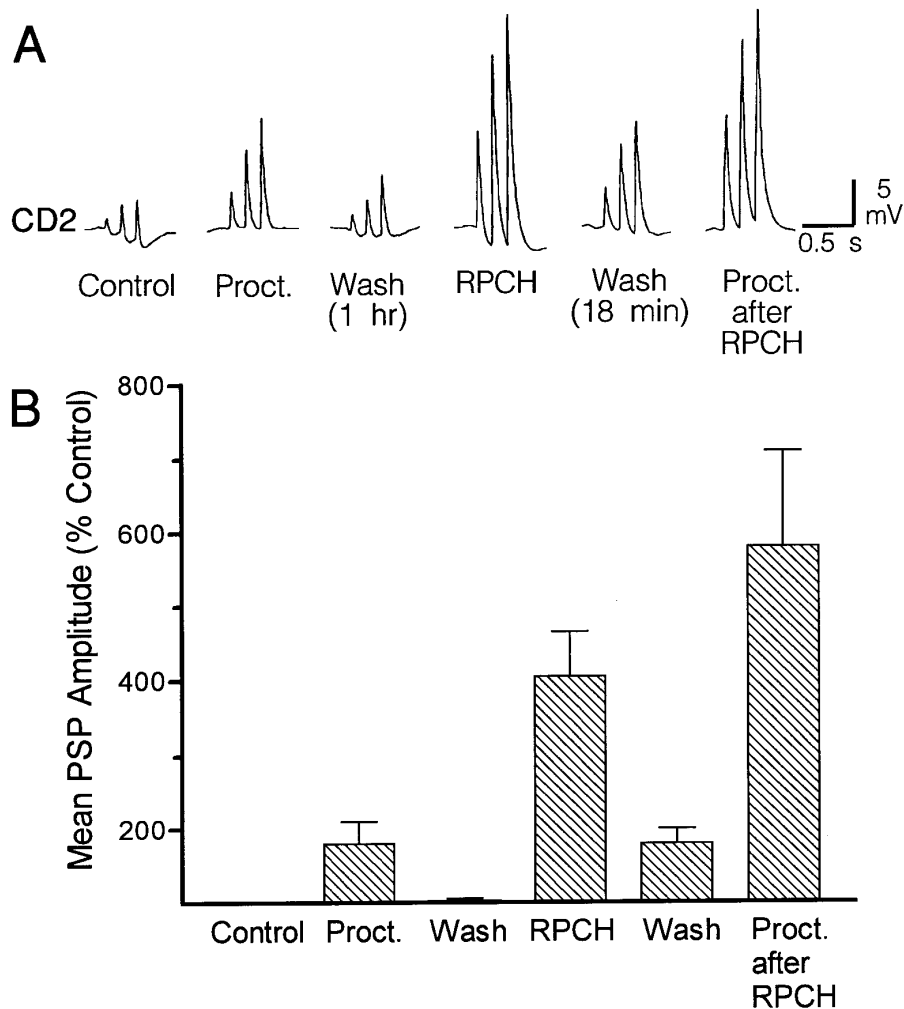 A
CD2
5
mV
0.5 s
Control
Proct.
Wash
(1 hr)
RPCH
Wash
(18 min)
Proct.
after
RPCH
B
Mean PSP Amplitude (% Control)
800
600
400
200
Control
Proct.
Wash
RPCH
Wash
Proct.
after
RPCH